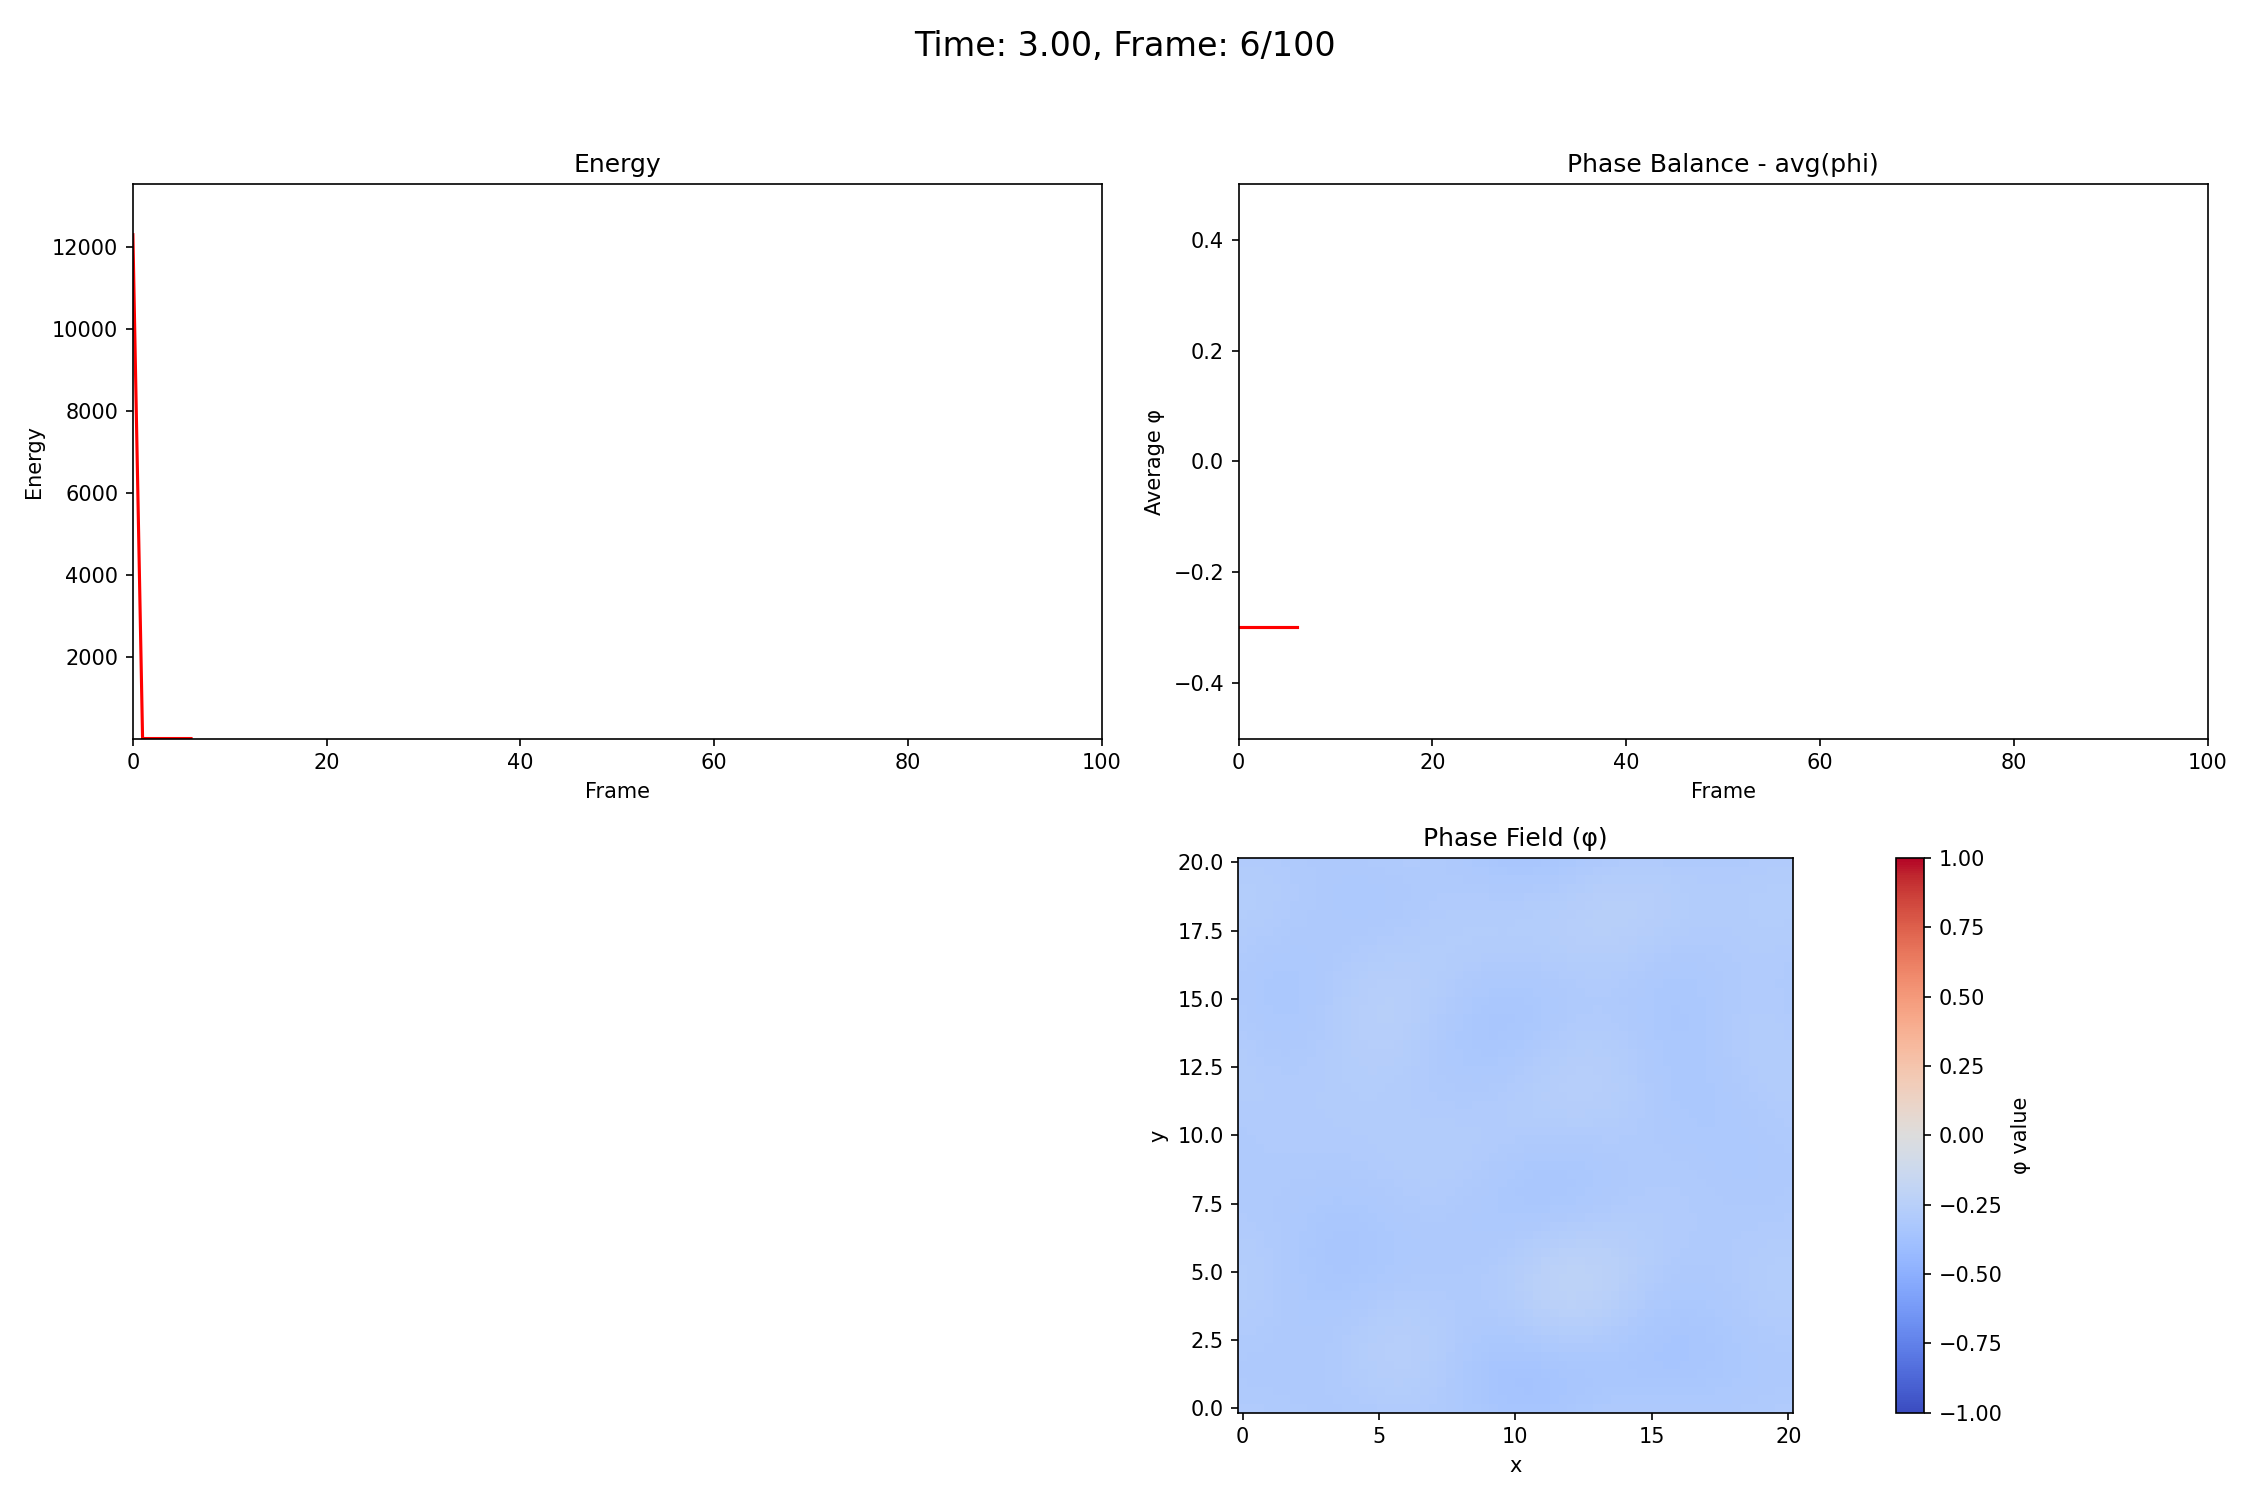 Time: 3.00, Frame: 6/100
Energy
12000
10000
8000
6000
4000
2000
Energy
0 20 40 60 80 100
Frame
Phase Balance - avg(phi)
0.4
0.2
0.0
−0.2
−0.4
Average φ
0 20 40 60 80 100
Frame
Phase Field (φ)
20.0
17.5
15.0
12.5
10.0
7.5
5.0
2.5
0.0
y
0 5 10 15 20
x
1.00
0.75
0.50
0.25
0.00
−0.25
−0.50
−0.75
−1.00
φ value